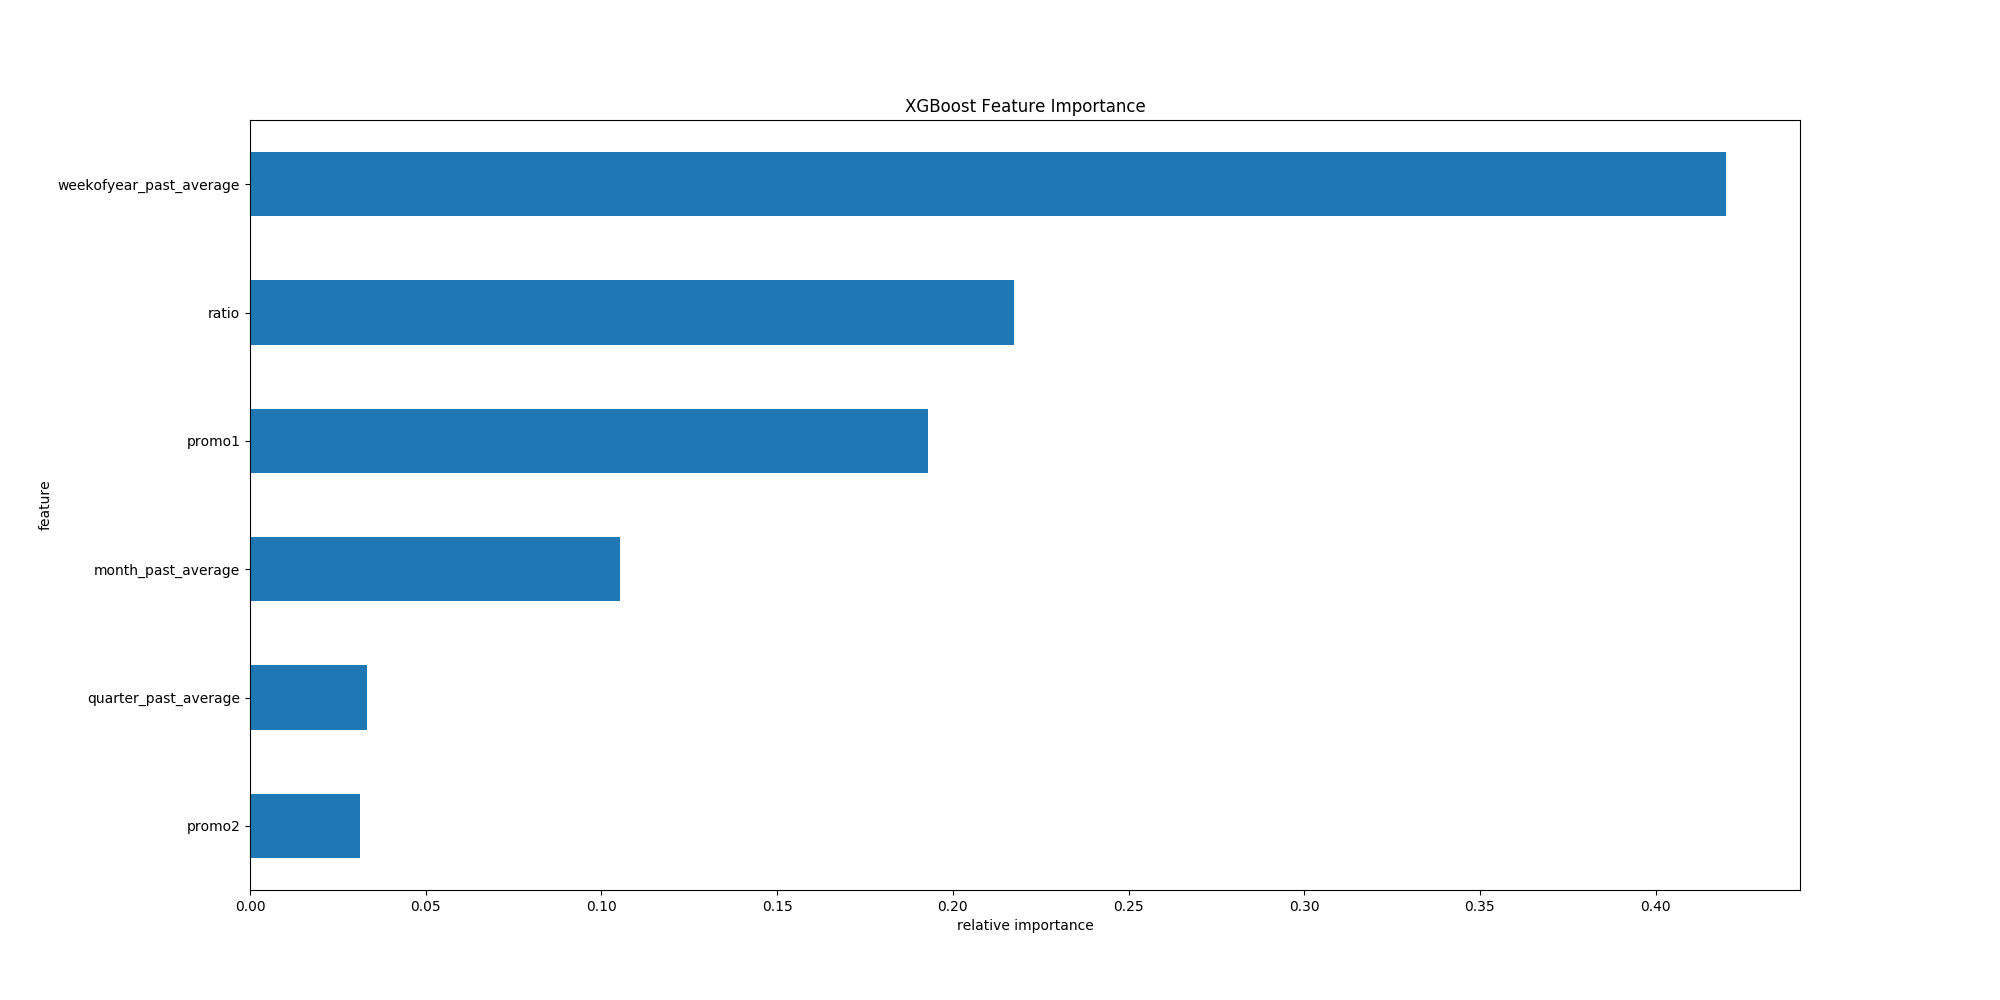 XGBoost Feature Importance
weekofyear_past_average
ratio
promo1
month_past_average
quarter_past_average
promo2
feature
0.00 0.05 0.10 0.15 0.20 0.25 0.30 0.35 0.40
relative importance